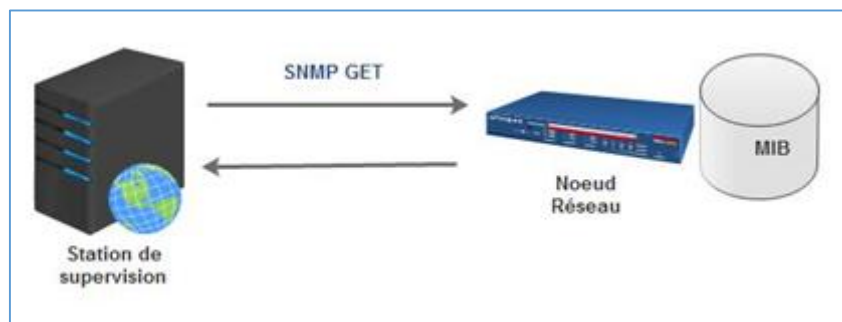 SNMP GET
MIB
Noeud
Réseau
Station de
supervision